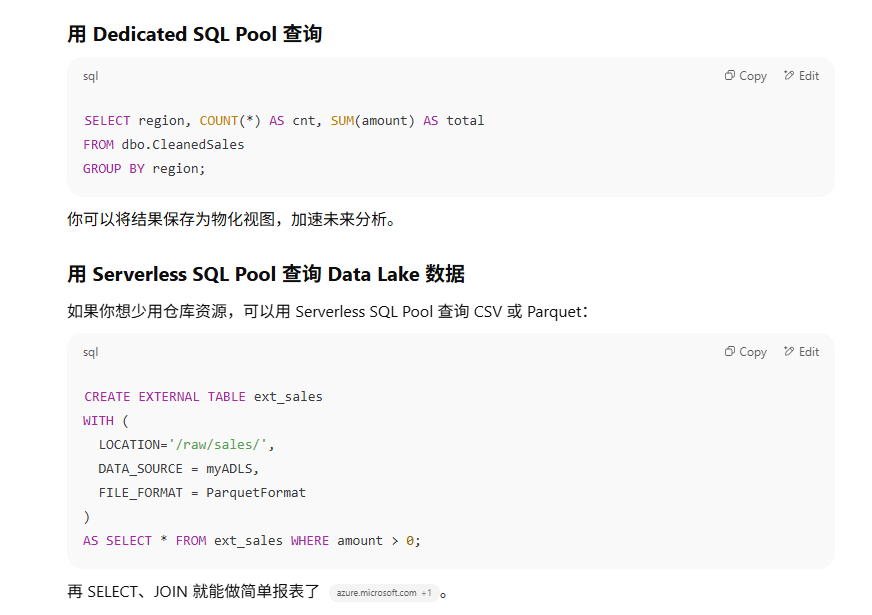 用 Dedicated SQL Pool 查询
sql
Copy
Edit
SELECT region, COUNT(*) AS cnt, SUM(amount) AS total
FROM dbo.CleanedSales
GROUP BY region;
你可以将结果保存为物化视图，加速未来分析。
用 Serverless SQL Pool 查询 Data Lake 数据
如果你想少用仓库资源，可以用 Serverless SQL Pool 查询 CSV 或 Parquet：
sql
Copy
Edit
CREATE EXTERNAL TABLE ext_sales
WITH (
  LOCATION='/raw/sales/',
  DATA_SOURCE = myADLS,
  FILE_FORMAT = ParquetFormat
)
AS SELECT * FROM ext_sales WHERE amount > 0;
再 SELECT、JOIN 就能做简单报表了 azure.microsoft.com +1 。